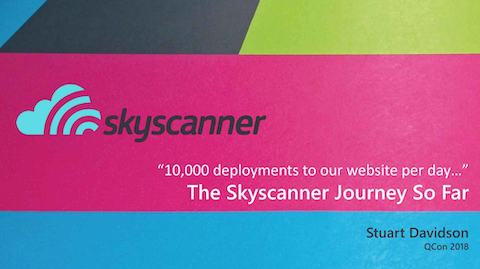 skyscanner
“10,000 deployments to our website per day...”
The Skyscanner Journey So Far
Stuart Davidson
QCon 2018